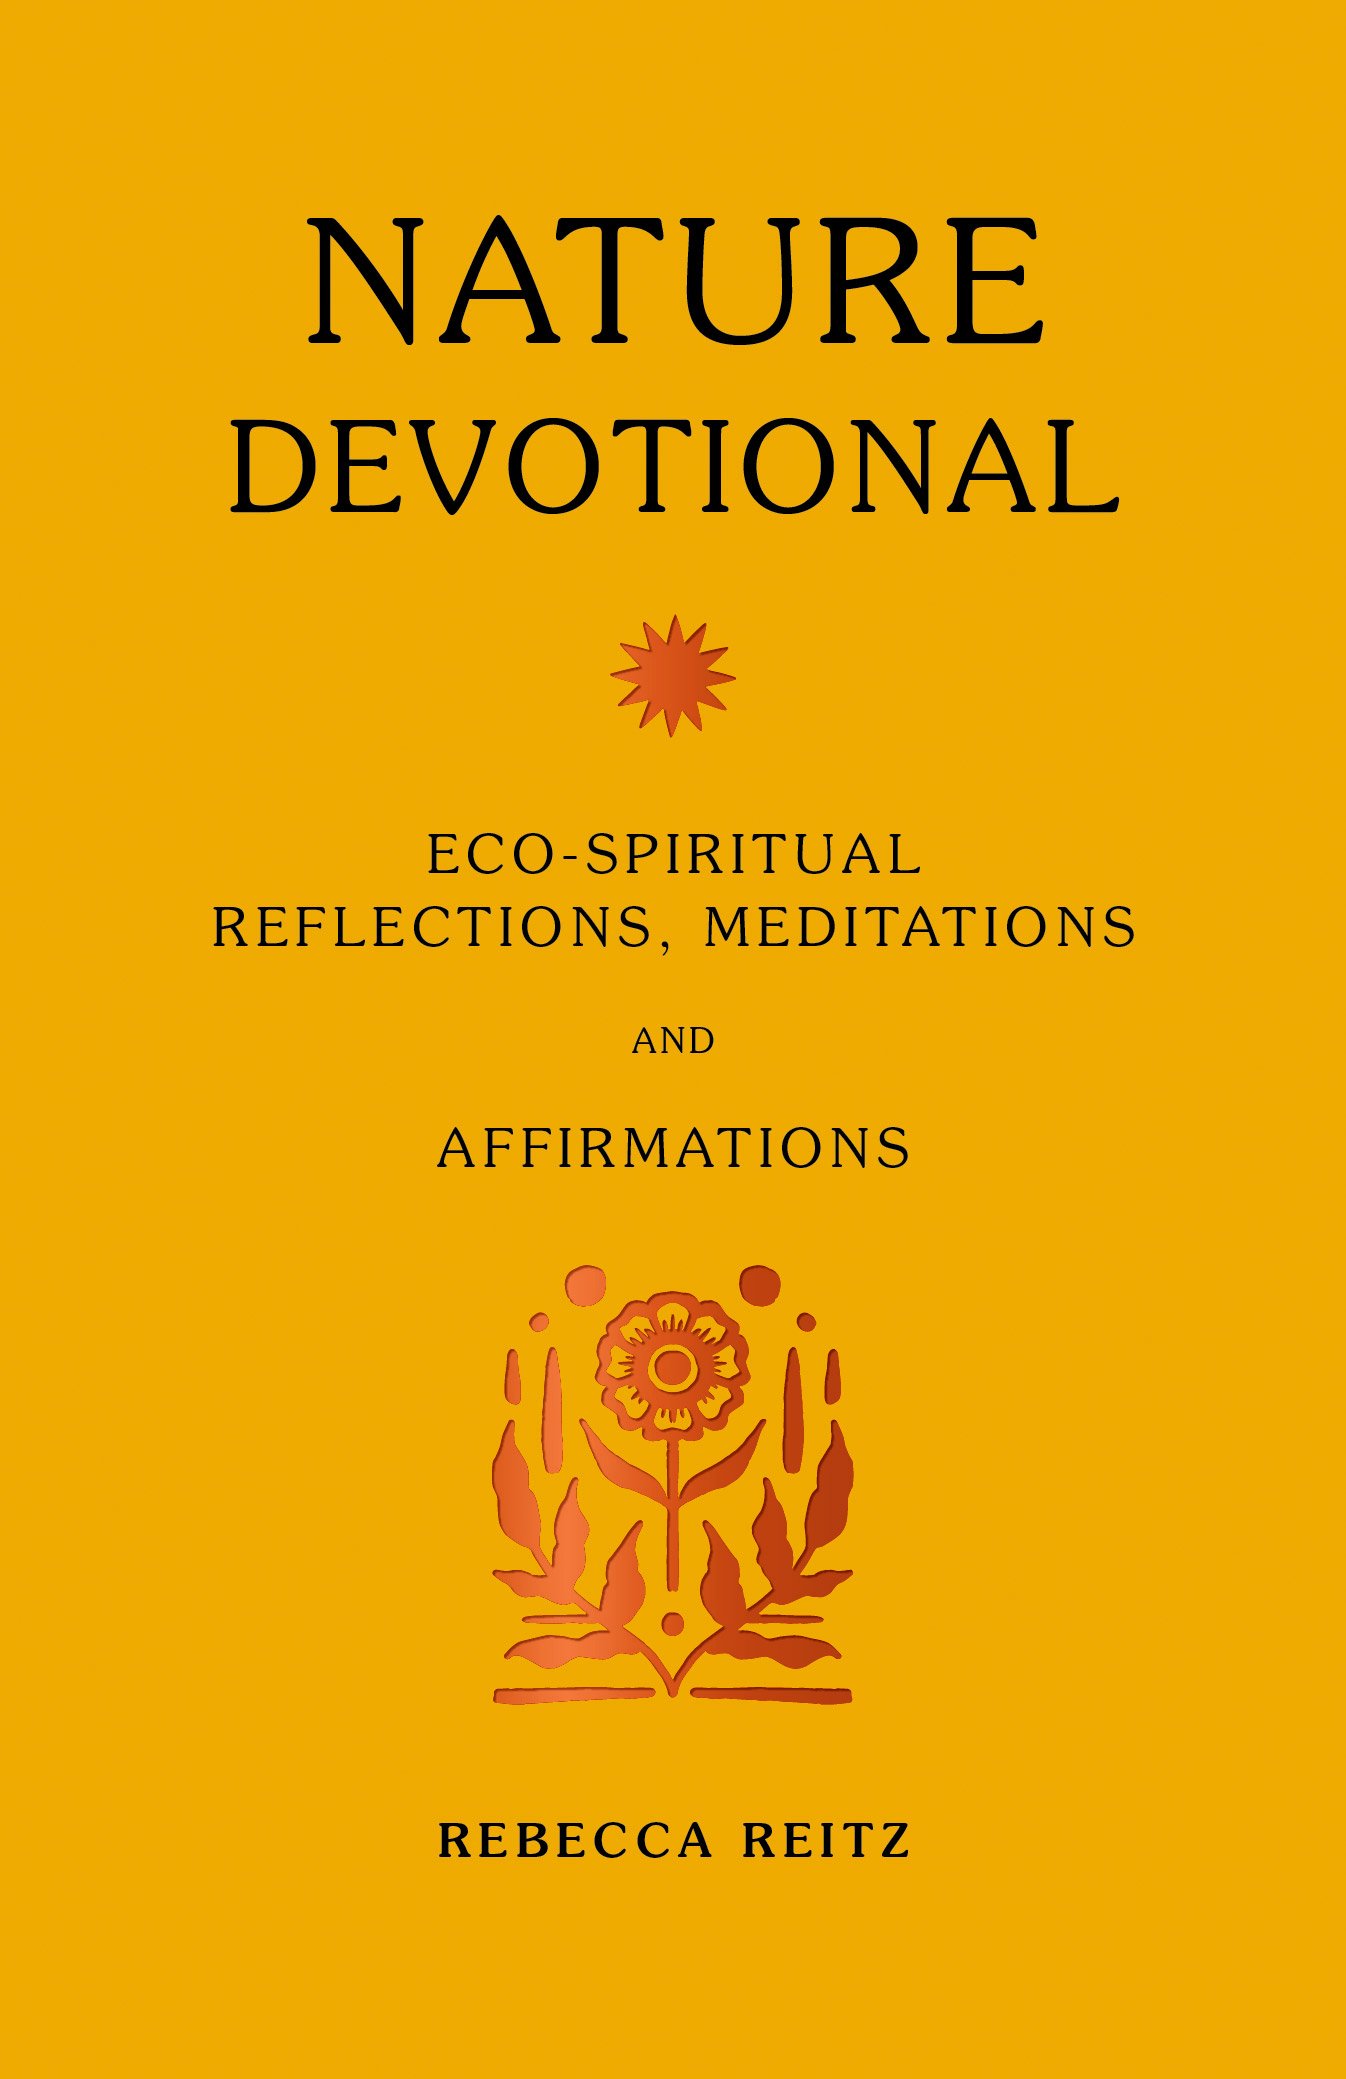 NATURE
DEVOTIONAL
ECO-SPIRITUAL
REFLECTIONS, MEDITATIONS
AND
AFFIRMATIONS
REBECCA REITZ